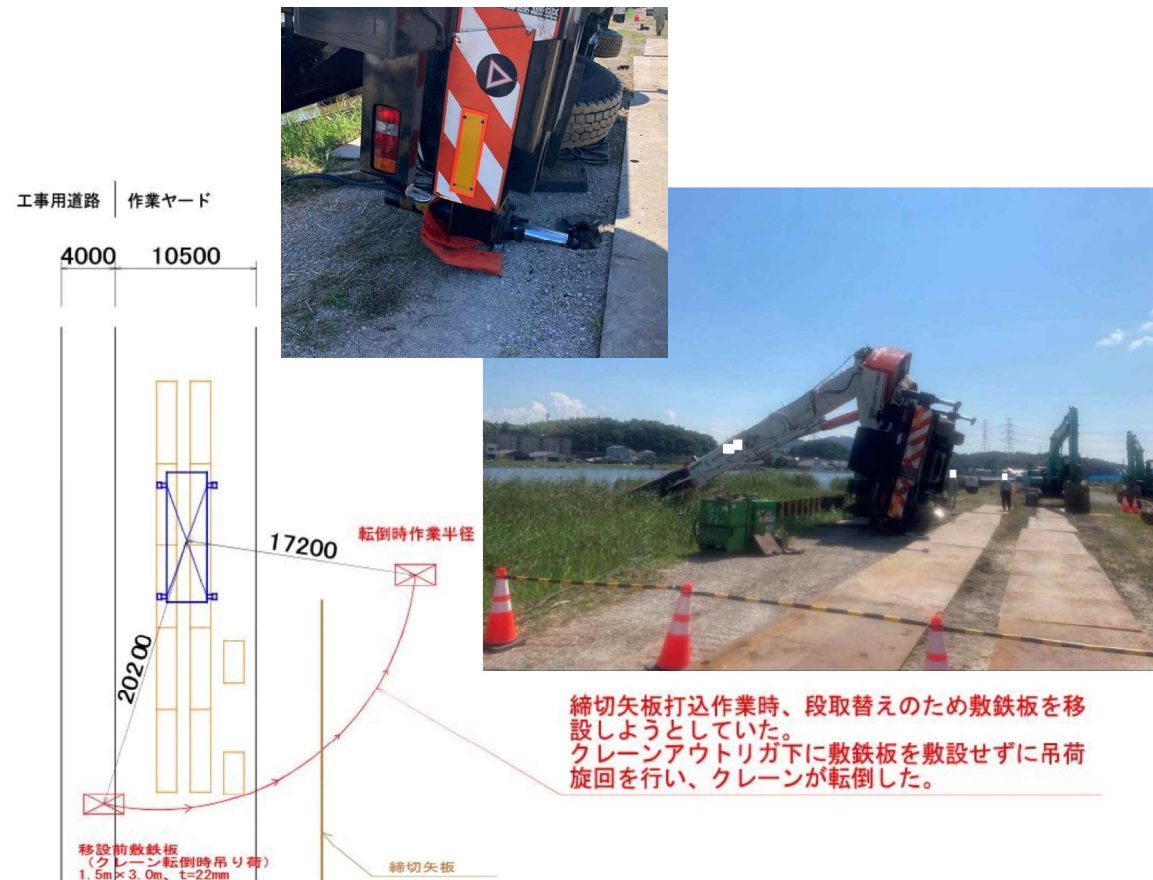 工事用道路 作業ヤード
4000 10500
17200
転倒時作業半径
20200
締切矢板打込作業時、段取替えのため敷鉄板を移
設しようとしていた。
クレーンアウトリガ下に敷鉄板を敷設せずに吊荷
旋回を行い、クレーンが転倒した。
移設前敷鉄板
(クレーン転倒時吊り荷)
1.5m×3.0m、t=22mm
締切矢板